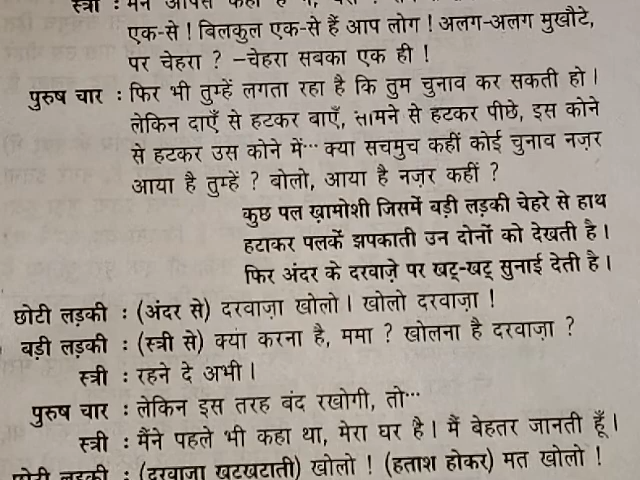 स्त्री :
एक-से ! बिलकुल एक-से हैं आप लोग ! अलग-अलग मुखौटे,
पर चेहरा ? –चेहरा सबका एक ही !
पुरुष चार : फिर भी तुम्हें लगता रहा है कि तुम चुनाव कर सकती हो ।
लेकिन दाएँ से हटकर बाएँ, सामने से हटकर पीछे, इस कोने
से हटकर उस कोने में… क्या सचमुच कहीं कोई चुनाव नज़र
आया है तुम्हें ? बोलो, आया है नज़र कहीं ?
कुछ पल ख़ामोशी जिसमें बड़ी लड़की चेहरे से हाथ
हटाकर पलकें झपकाती उन दोनों को देखती है ।
फिर अंदर के दरवाज़े पर खट्-खट् सुनाई देती है ।
छोटी लड़की : (अंदर से) दरवाज़ा खोलो । खोलो दरवाज़ा !
बड़ी लड़की : (स्त्री से) क्या करना है, ममा ? खोलना है दरवाज़ा ?
स्त्री : रहने दे अभी ।
पुरुष चार : लेकिन इस तरह बंद रखोगी, तो…
स्त्री : मैंने पहले भी कहा था, मेरा घर है । मैं बेहतर जानती हूँ ।
छोटी लड़की : (दरवाज़ा खटखटाती) खोलो ! (हताश होकर) मत खोलो !